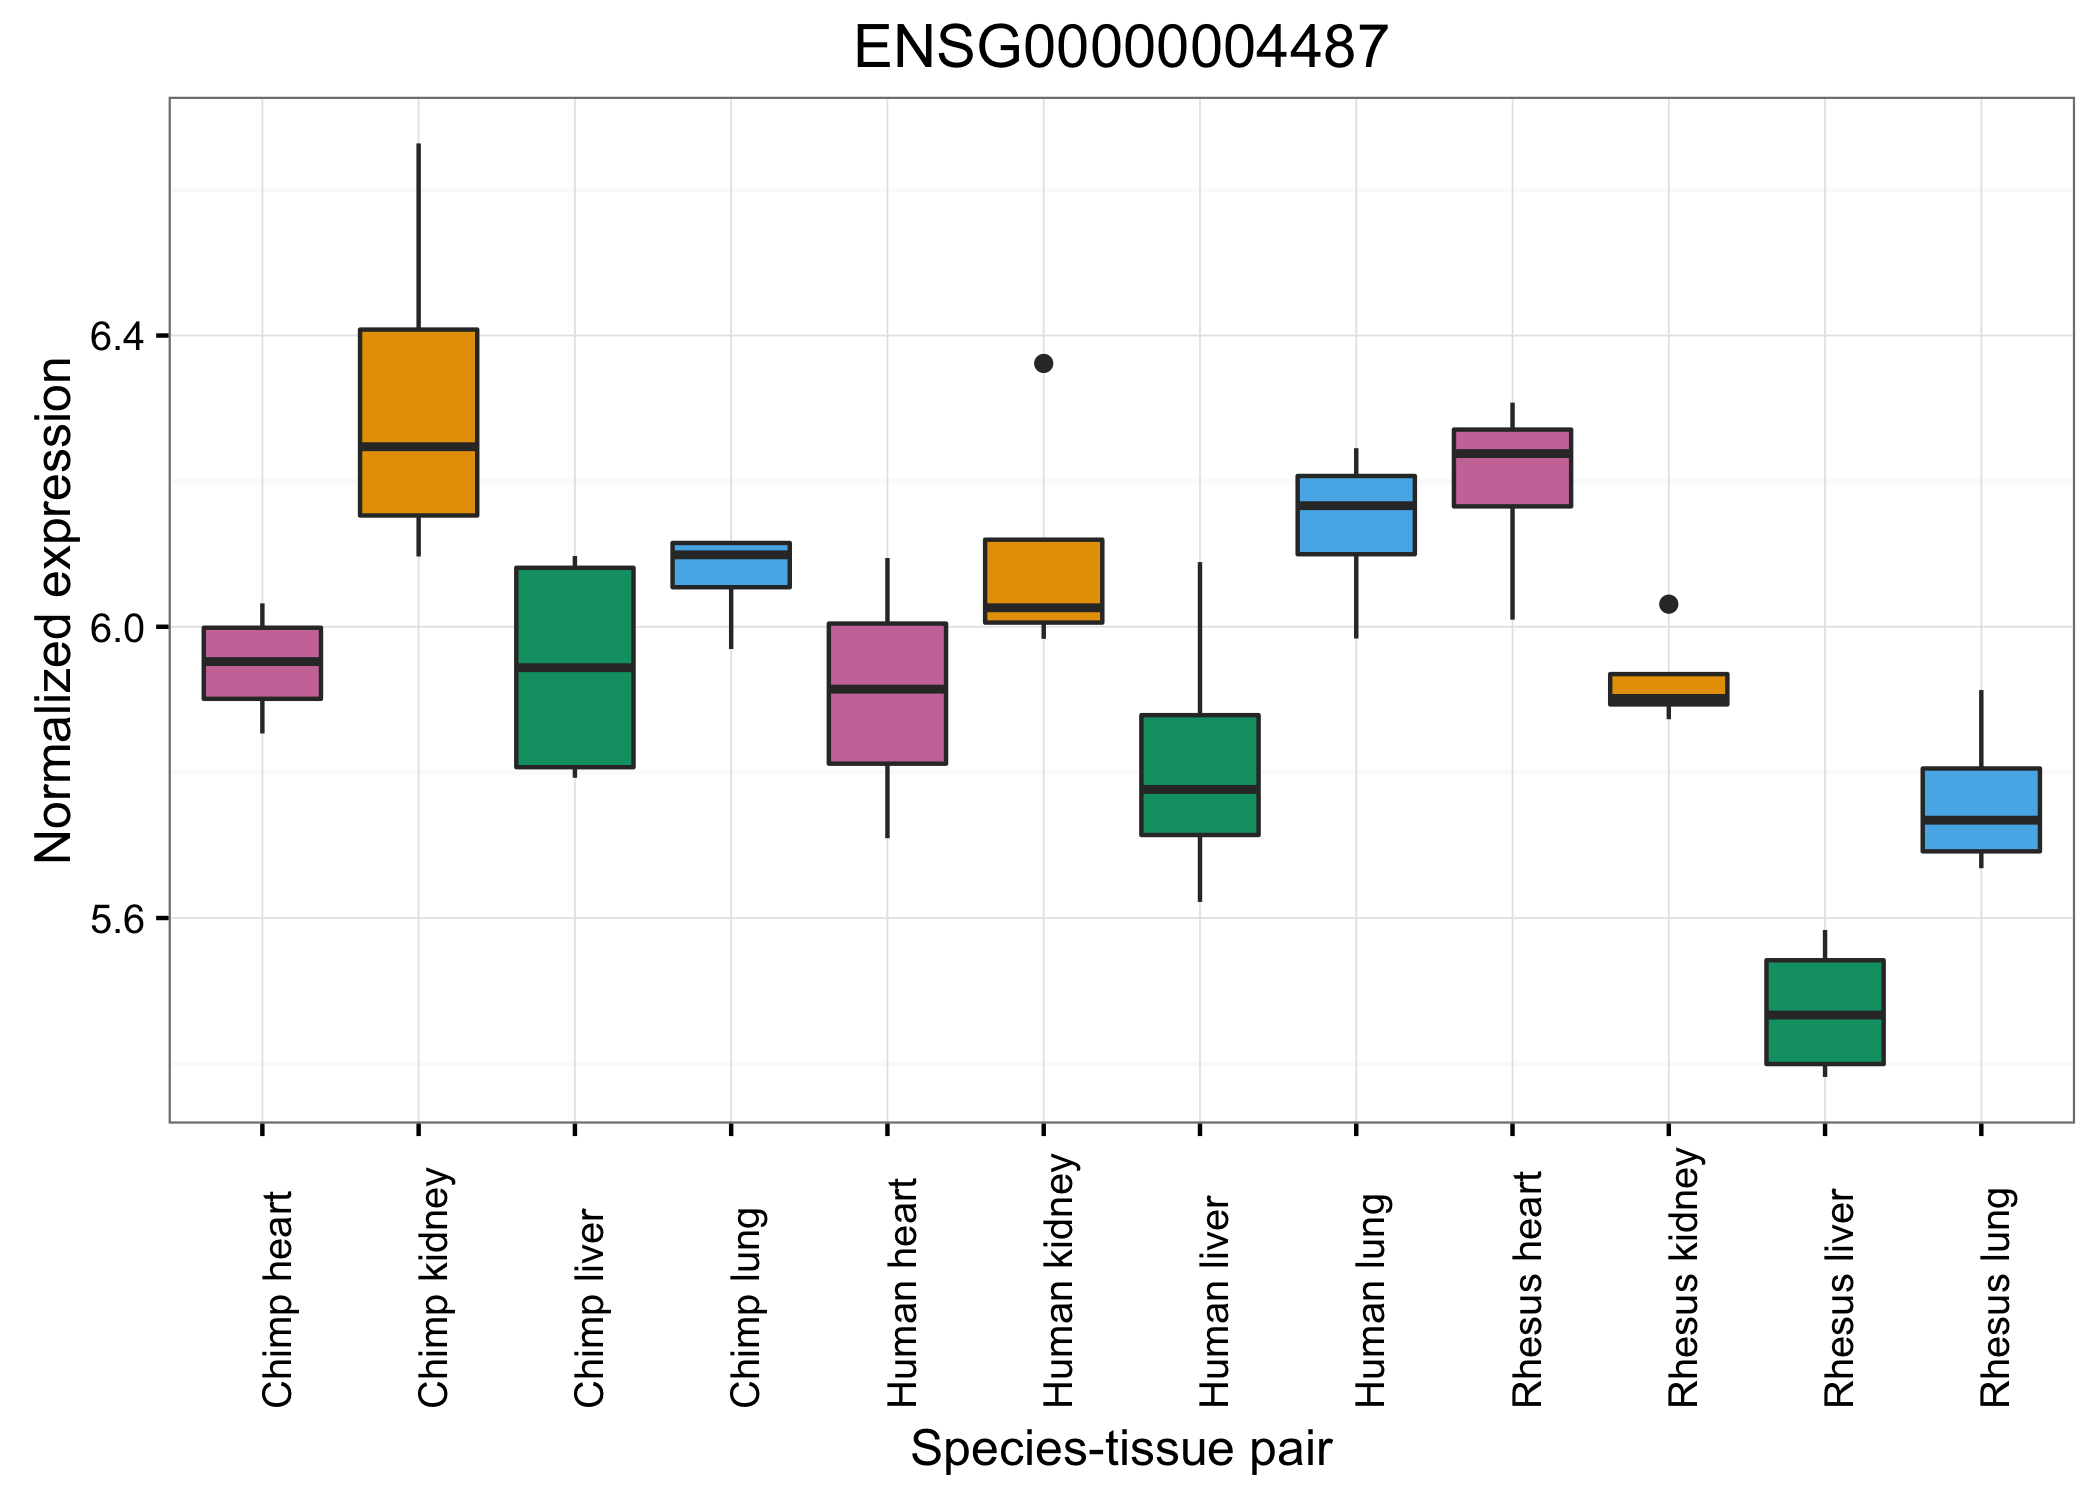 ENSG00000004487
Normalized expression
6.4
6.0
5.6
Chimp heart
Chimp kidney
Chimp liver
Chimp lung
Human heart
Human kidney
Human liver
Human lung
Rhesus heart
Rhesus kidney
Rhesus liver
Rhesus lung
Species-tissue pair